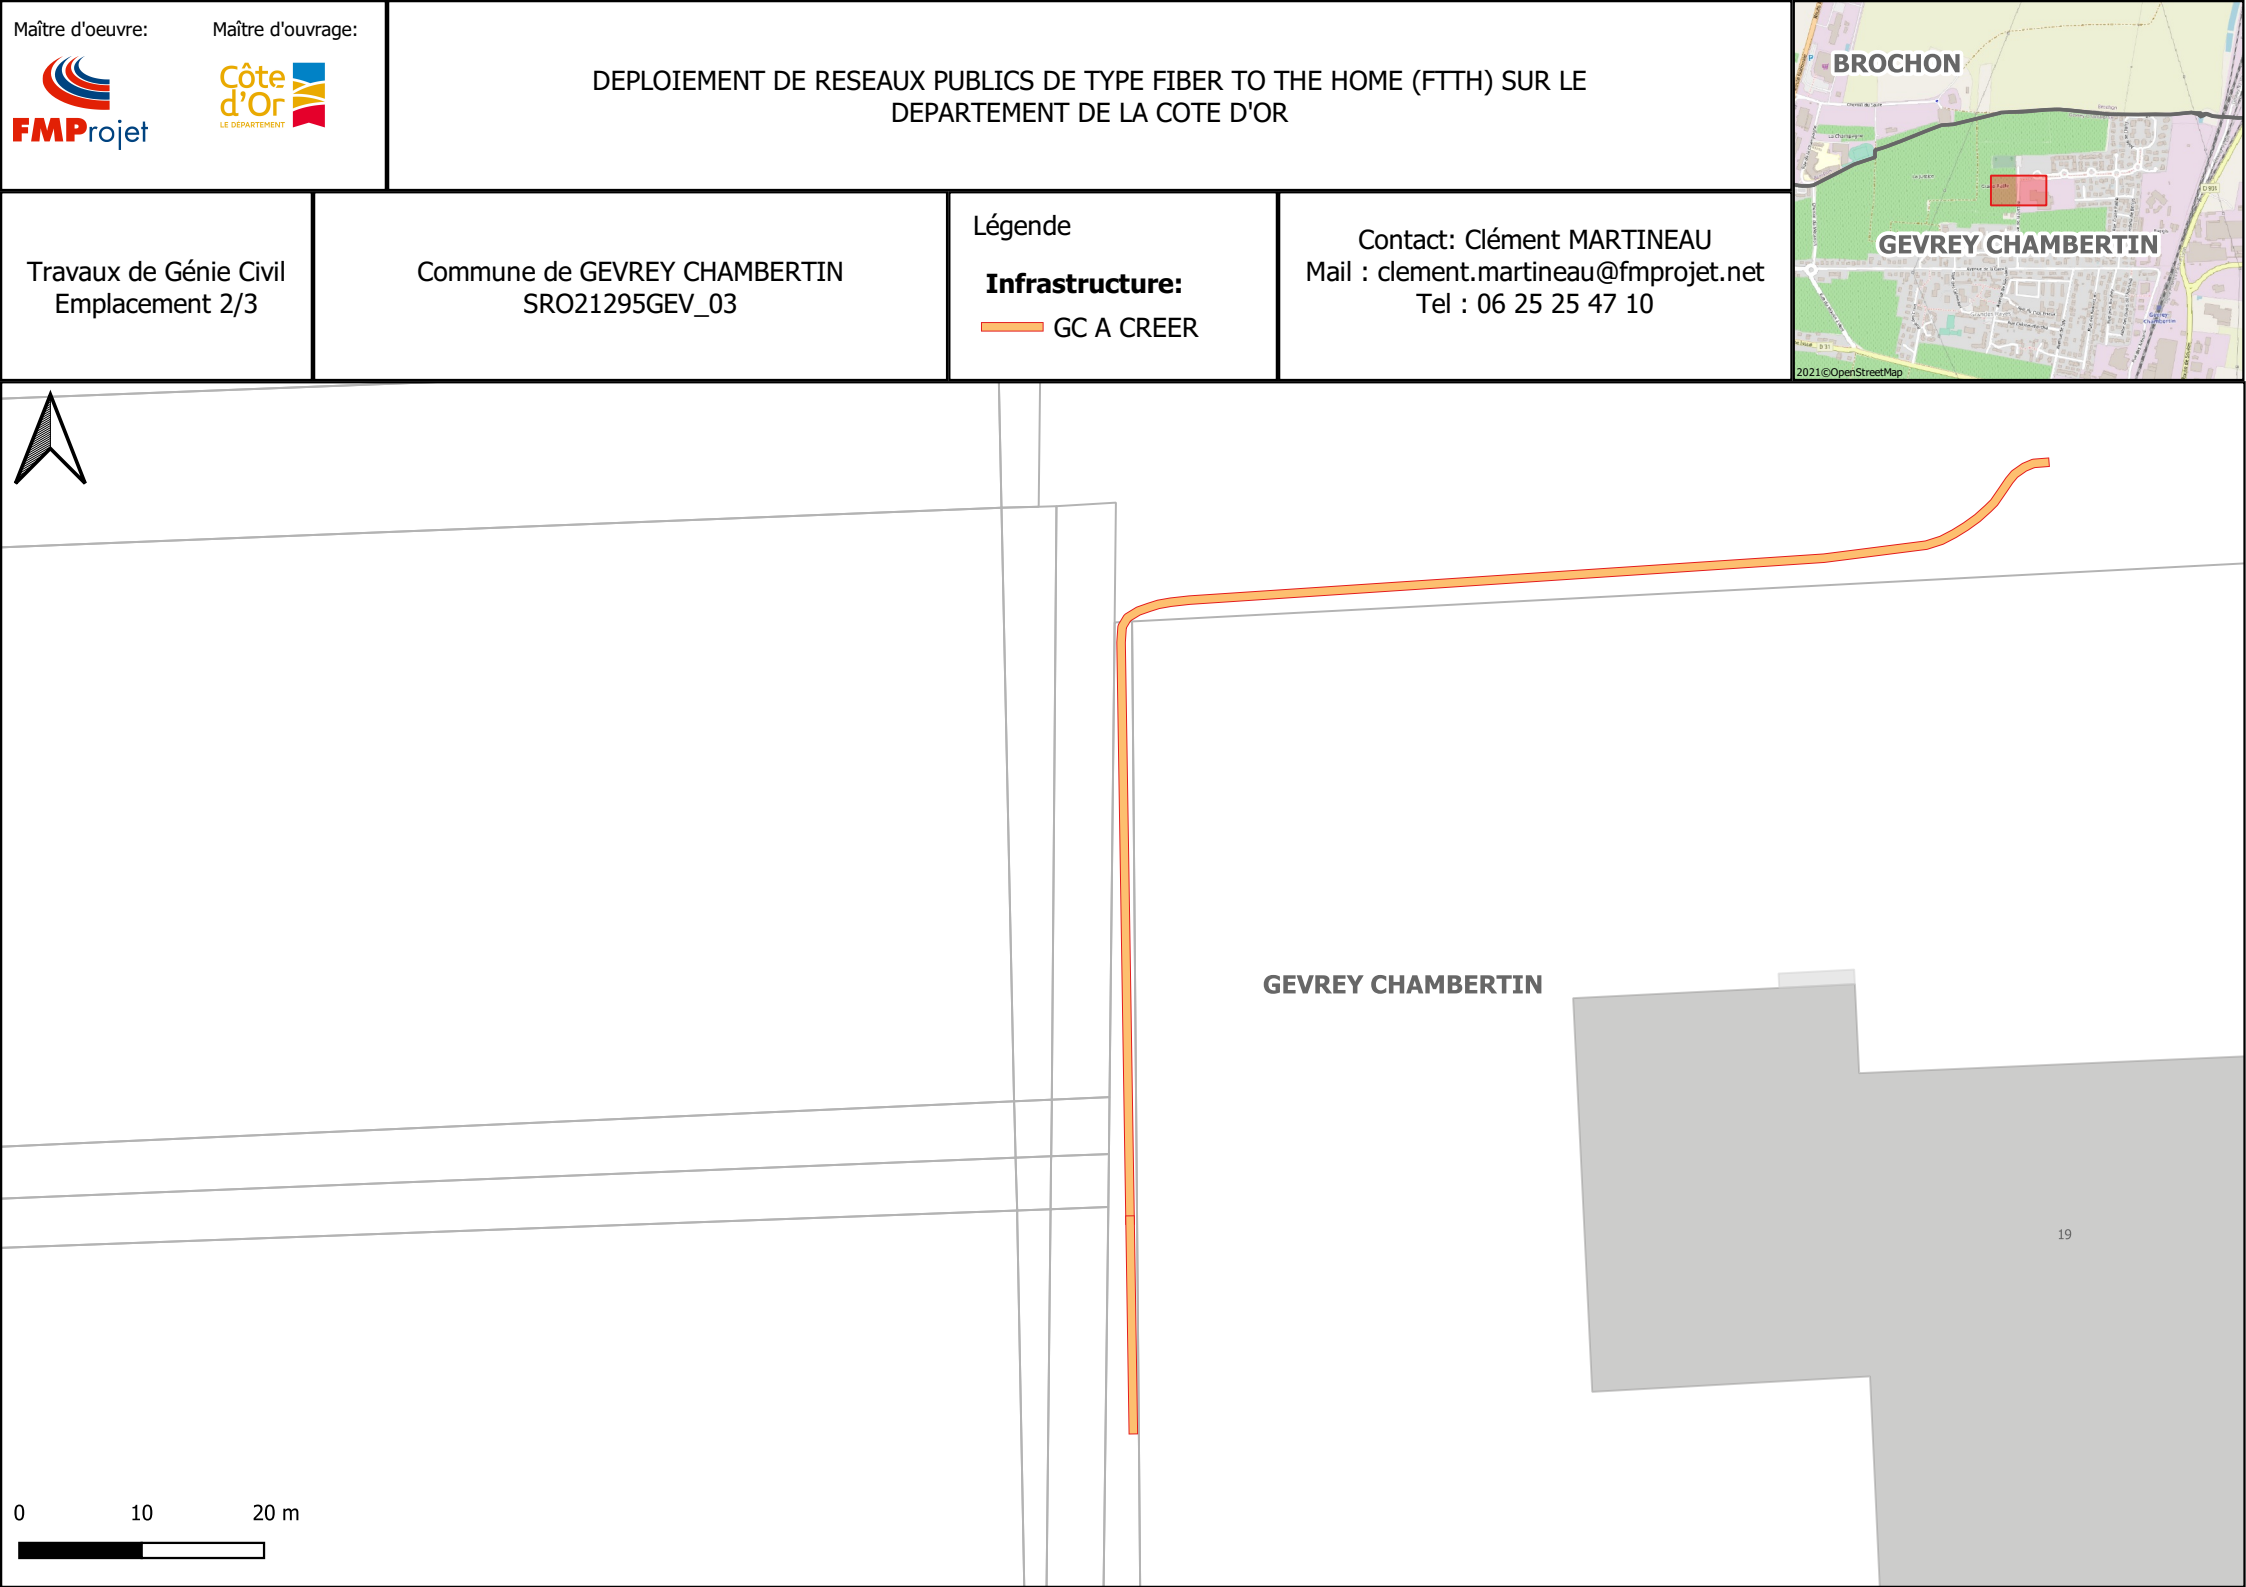 Maître d'oeuvre:
Maître d'ouvrage:
FMProjet
Côte
d'Or
LE DÉPARTEMENT
DEPLOIEMENT DE RESEAUX PUBLICS DE TYPE FIBER TO THE HOME (FTTH) SUR LE
DEPARTEMENT DE LA COTE D'OR
BROCHON
GEVREY CHAMBERTIN
D 31
2021©OpenStreetMap
Travaux de Génie Civil
Emplacement 2/3
Commune de GEVREY CHAMBERTIN
SRO21295GEV_03
Légende
Infrastructure:
GC A CREER
Contact: Clément MARTINEAU
Mail : clement.martineau@fmprojet.net
Tel : 06 25 25 47 10
GEVREY CHAMBERTIN
19
0 10 20 m